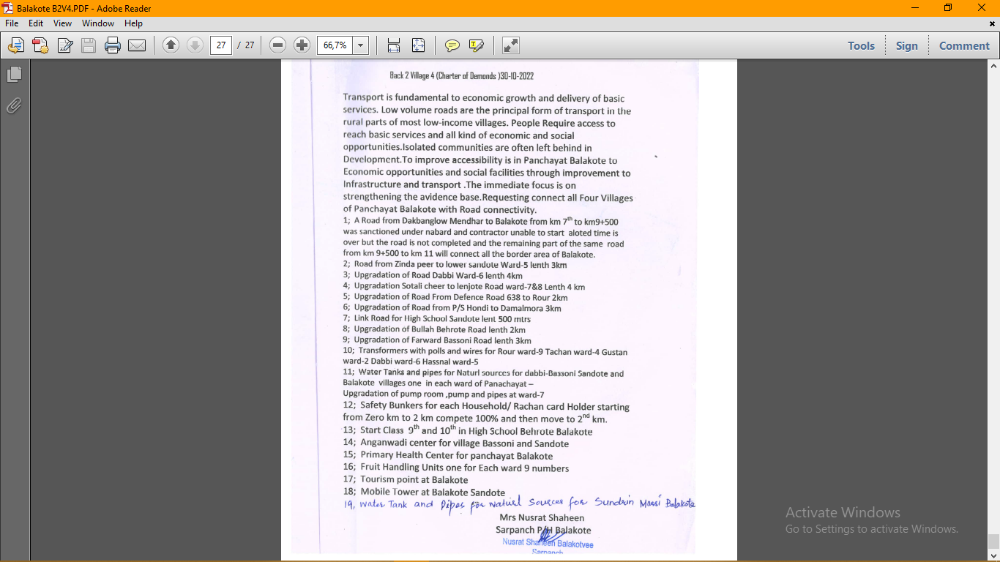 Balakote B2V4.PDF - Adobe Reader
File Edit View Window Help
27 / 27 66,7% Tools Sign Comment
Back 2 Village 4 (Charter of Demonds )30-10-2022
Transport is fundamental to economic growth and delivery of basic
services. Low volume roads are the principal form of transport in the
rural parts of most low-income villages. People Require access to
reach basic services and all kind of economic and social
opportunities.Isolated communities are often left behind in
Development.To improve accessibility is in Panchayat Balakote to
Economic opportunities and social facilities through improvement to
Infrastructure and transport .The immediate focus is on
strengthening the avidence base.Requesting connect all Four Villages
of Panchayat Balakote with Road connectivity.
1; A Road from Dakbanglow Mendhar to Balakote from km 7th to km9+500
was sanctioned under nabard and contractor unable to start aloted time is
over but the road is not completed and the remaining part of the same road
from km 9+500 to km 11 will connect all the border area of Balakote.
2; Road from Zinda peer to lower sandote Ward-5 lenth 3km
3; Upgradation of Road Dabbi Ward-6 lenth 4km
4; Upgradation Sotali cheer to lenjote Road ward-7&8 Lenth 4 km
5; Upgradation of Road From Defence Road 638 to Rour 2km
6; Upgradation of Road from P/S Hondi to Damalmora 3km
7; Link Road for High School Sandote lent 500 mtrs
8; Upgradation of Bullah Behrote Road lenth 2km
9; Upgradation of Farward Bassoni Road lenth 3km
10; Transformers with polls and wires for Rour ward-9 Tachan ward-4 Gustan
ward-2 Dabbi ward-6 Hassnal ward-5
11; Water Tanks and pipes for Naturl sources for dabbi-Bassoni Sandote and
Balakote villages one in each ward of Panachayat –
Upgradation of pump room ,pump and pipes at ward-7
12; Safety Bunkers for each Household/ Rachan card Holder starting
from Zero km to 2 km compete 100% and then move to 2nd km.
13; Start Class 9th and 10th in High School Behrote Balakote
14; Anganwadi center for village Bassoni and Sandote
15; Primary Health Center for panchayat Balakote
16; Fruit Handling Units one for Each ward 9 numbers
17; Tourism point at Balakote
18; Mobile Tower at Balakote Sandote
19, Water Tank and Pipes for Naturl Sources for Sundrin Massi Balakote
Mrs Nusrat Shaheen
Sarpanch P/H Balakote
Nusrat Shaheen Balakotvee
Sarpanch
Activate Windows
Go to Settings to activate Windows.